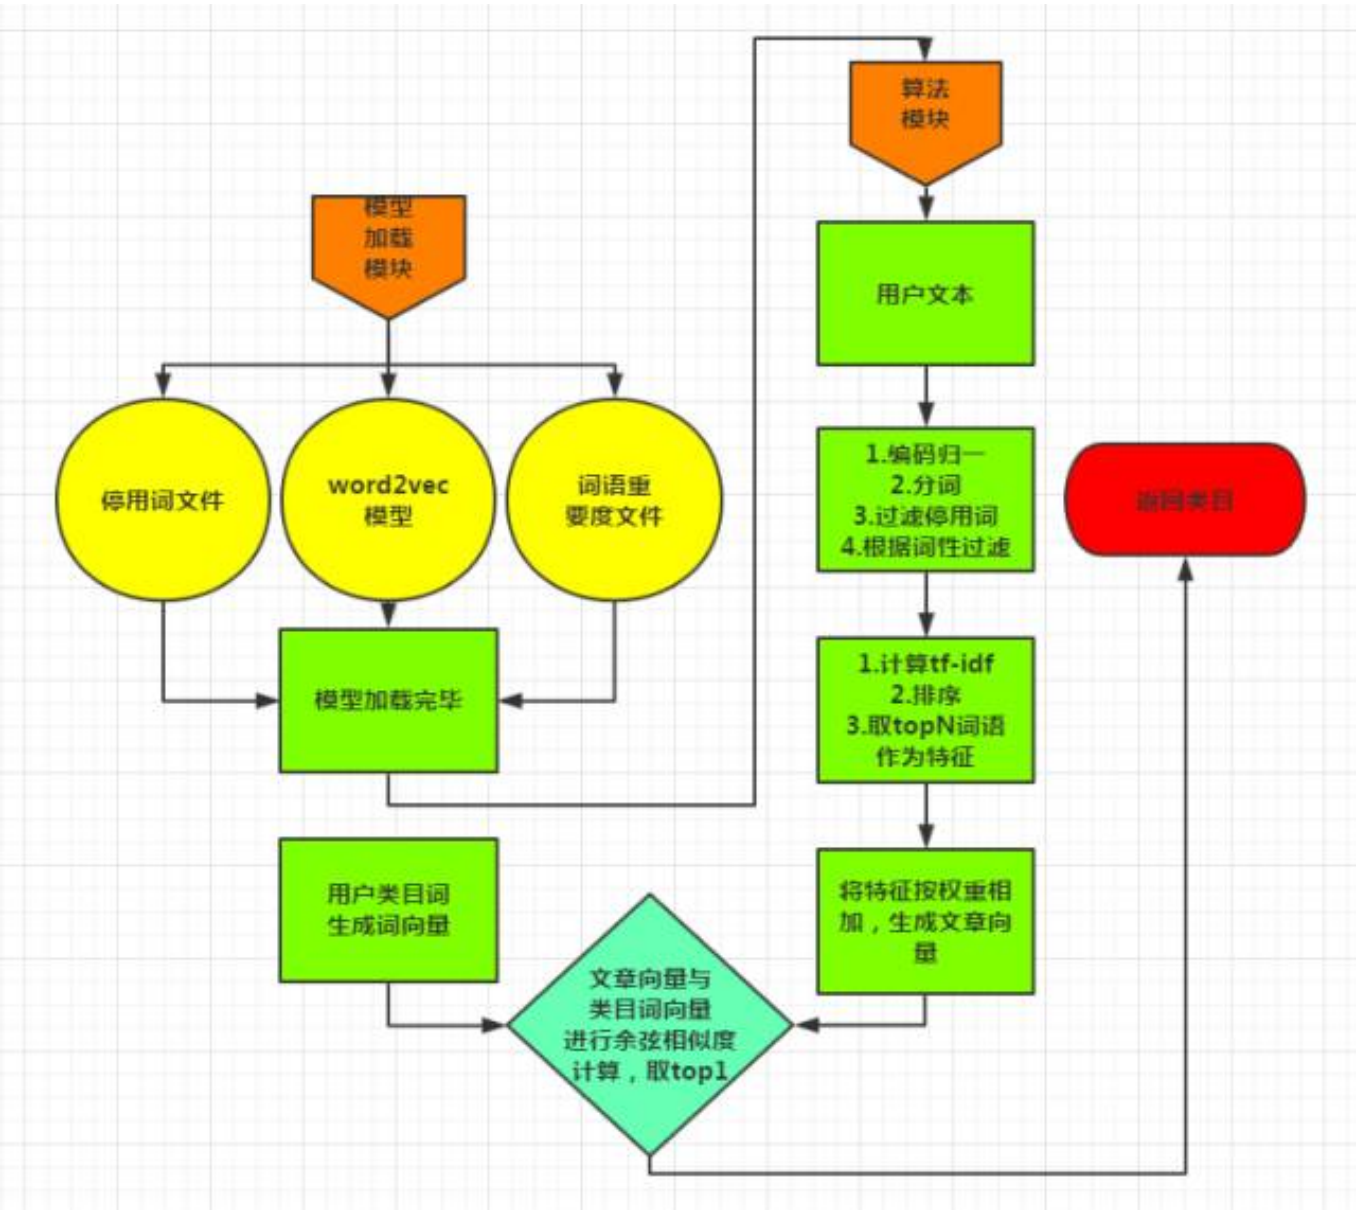 模型
加载
模块
停用词文件
word2vec
模型
词语重
要度文件
模型加载完毕
算法
模块
用户文本
1.编码归一
2.分词
3.过滤停用词
4.根据词性过滤
1.计算tf-idf
2.排序
3.取topN词语
作为特征
将特征按权重相
加，生成文章向
量
用户类目词
生成词向量
文章向量与
类目词向量
进行余弦相似度
计算，取top1
返回类目